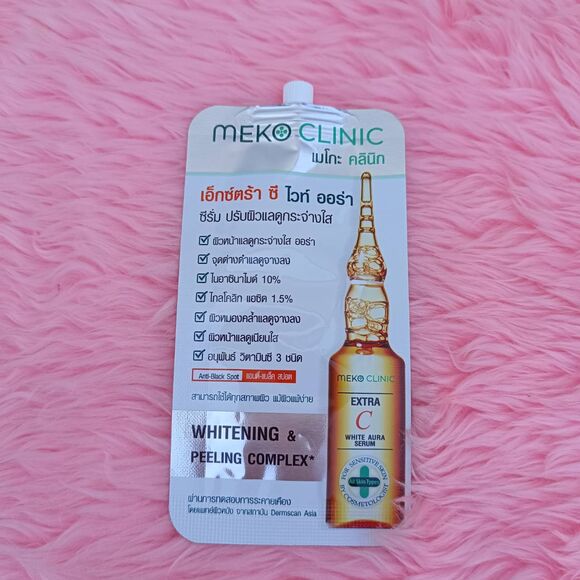 MEKO CLINIC
เมโกะ คลินิก
เอ็กซ์ตร้า ซี ไวท์ ออร่า
ซีรั่ม ปรับผิวแลดูกระจ่างใส
ผิวหน้าแลดูกระจ่างใส ออร่า
จุดด่างดำแลดูจางลง
ไนอาซินาไมด์ 10%
ไกลโคลิก แอซิด 1.5%
ผิวหมองคล้ำแลดูจางลง
ผิวหน้าแลดูเนียนใส
อนุพันธ์ วิตามินซี 3 ชนิด
Anti-Black Spot แอนตี้-แบล็ค สปอต
สามารถใช้ได้ทุกสภาพผิว แม้ผิวแพ้ง่าย
WHITENING &
PEELING COMPLEX*
ผ่านการทดสอบการระคายเคือง
โดยแพทย์ผิวหนัง จากสถาบัน Dermscan Asia
MEKO CLINIC
EXTRA
C
WHITE AURA
SERUM
FOR SENSITIVE SKIN
All Skin Types
BY COSMETOLOGIST